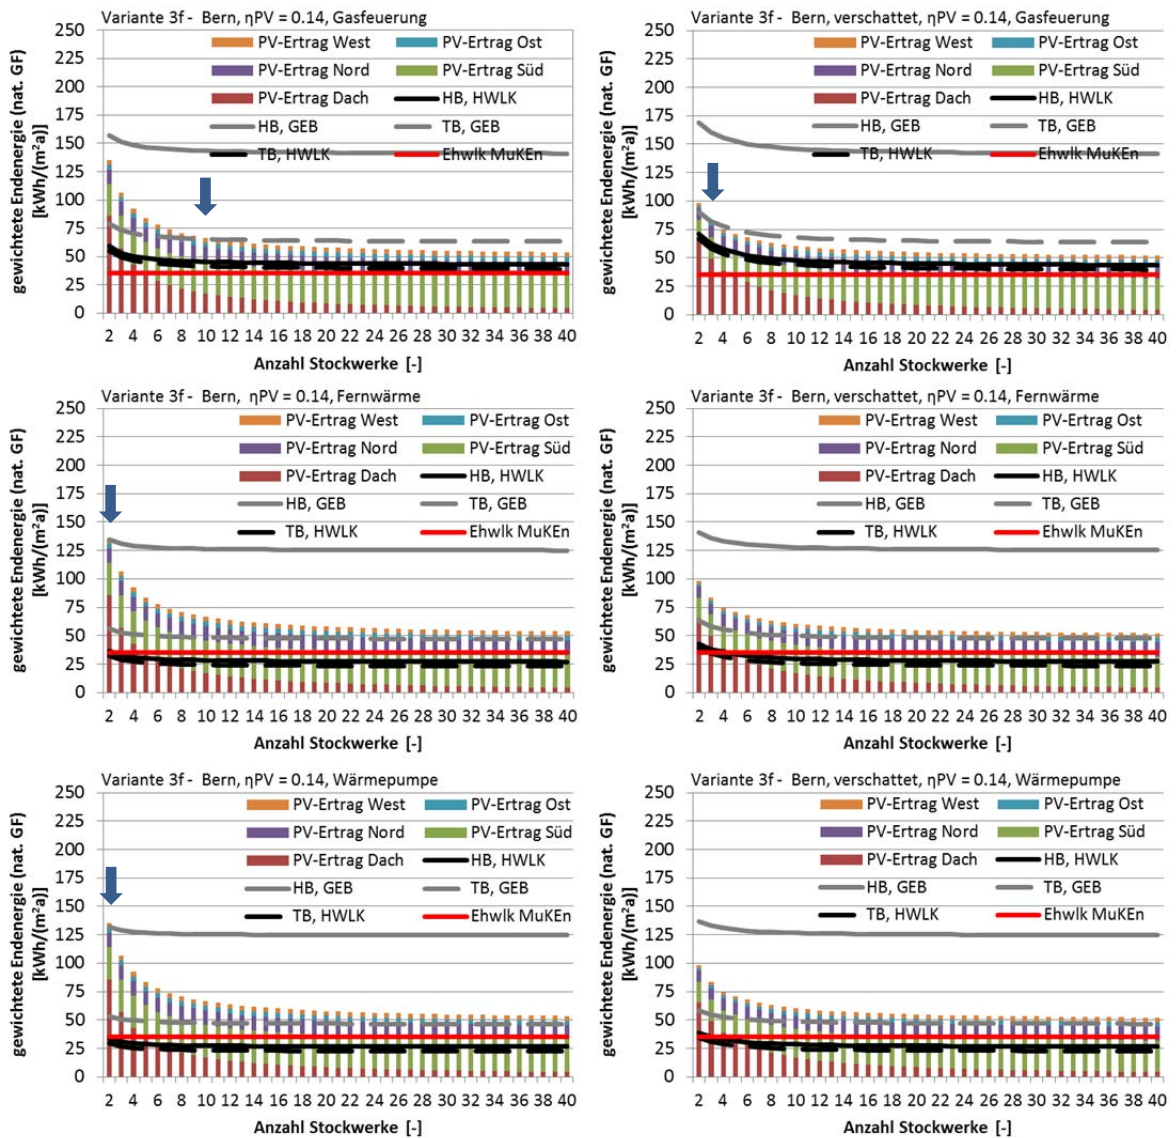 Variante 3f - Bern, ηPV = 0.14, Gasfeuerung
gewichtete Endenergie (nat. GF)
[kWh/(m²a)]
250
225
200
175
150
125
100
75
50
25
0
PV-Ertrag West PV-Ertrag Ost
PV-Ertrag Nord PV-Ertrag Süd
PV-Ertrag Dach HB, HWLK
HB, GEB TB, GEB
TB, HWLK Ehwlk MuKEn
2 4 6 8 10 12 14 16 18 20 22 24 26 28 30 32 34 36 38 40
Anzahl Stockwerke [-]
Variante 3f - Bern, verschattet, ηPV = 0.14, Gasfeuerung
gewichtete Endenergie (nat. GF)
[kWh/(m²a)]
250
225
200
175
150
125
100
75
50
25
0
PV-Ertrag West PV-Ertrag Ost
PV-Ertrag Nord PV-Ertrag Süd
PV-Ertrag Dach HB, HWLK
HB, GEB TB, GEB
TB, HWLK Ehwlk MuKEn
2 4 6 8 10 12 14 16 18 20 22 24 26 28 30 32 34 36 38 40
Anzahl Stockwerke [-]
Variante 3f - Bern, ηPV = 0.14, Fernwärme
gewichtete Endenergie (nat. GF)
[kWh/(m²a)]
250
225
200
175
150
125
100
75
50
25
0
PV-Ertrag West PV-Ertrag Ost
PV-Ertrag Nord PV-Ertrag Süd
PV-Ertrag Dach HB, HWLK
HB, GEB TB, GEB
TB, HWLK Ehwlk MuKEn
2 4 6 8 10 12 14 16 18 20 22 24 26 28 30 32 34 36 38 40
Anzahl Stockwerke [-]
Variante 3f - Bern, verschattet, ηPV = 0.14, Fernwärme
gewichtete Endenergie (nat. GF)
[kWh/(m²a)]
250
225
200
175
150
125
100
75
50
25
0
PV-Ertrag West PV-Ertrag Ost
PV-Ertrag Nord PV-Ertrag Süd
PV-Ertrag Dach HB, HWLK
HB, GEB TB, GEB
TB, HWLK Ehwlk MuKEn
2 4 6 8 10 12 14 16 18 20 22 24 26 28 30 32 34 36 38 40
Anzahl Stockwerke [-]
Variante 3f - Bern, ηPV = 0.14, Wärmepumpe
gewichtete Endenergie (nat. GF)
[kWh/(m²a)]
250
225
200
175
150
125
100
75
50
25
0
PV-Ertrag West PV-Ertrag Ost
PV-Ertrag Nord PV-Ertrag Süd
PV-Ertrag Dach HB, HWLK
HB, GEB TB, GEB
TB, HWLK Ehwlk MuKEn
2 4 6 8 10 12 14 16 18 20 22 24 26 28 30 32 34 36 38 40
Anzahl Stockwerke [-]
Variante 3f - Bern, verschattet, ηPV = 0.14, Wärmepumpe
gewichtete Endenergie (nat. GF)
[kWh/(m²a)]
250
225
200
175
150
125
100
75
50
25
0
PV-Ertrag West PV-Ertrag Ost
PV-Ertrag Nord PV-Ertrag Süd
PV-Ertrag Dach HB, HWLK
HB, GEB TB, GEB
TB, HWLK Ehwlk MuKEn
2 4 6 8 10 12 14 16 18 20 22 24 26 28 30 32 34 36 38 40
Anzahl Stockwerke [-]